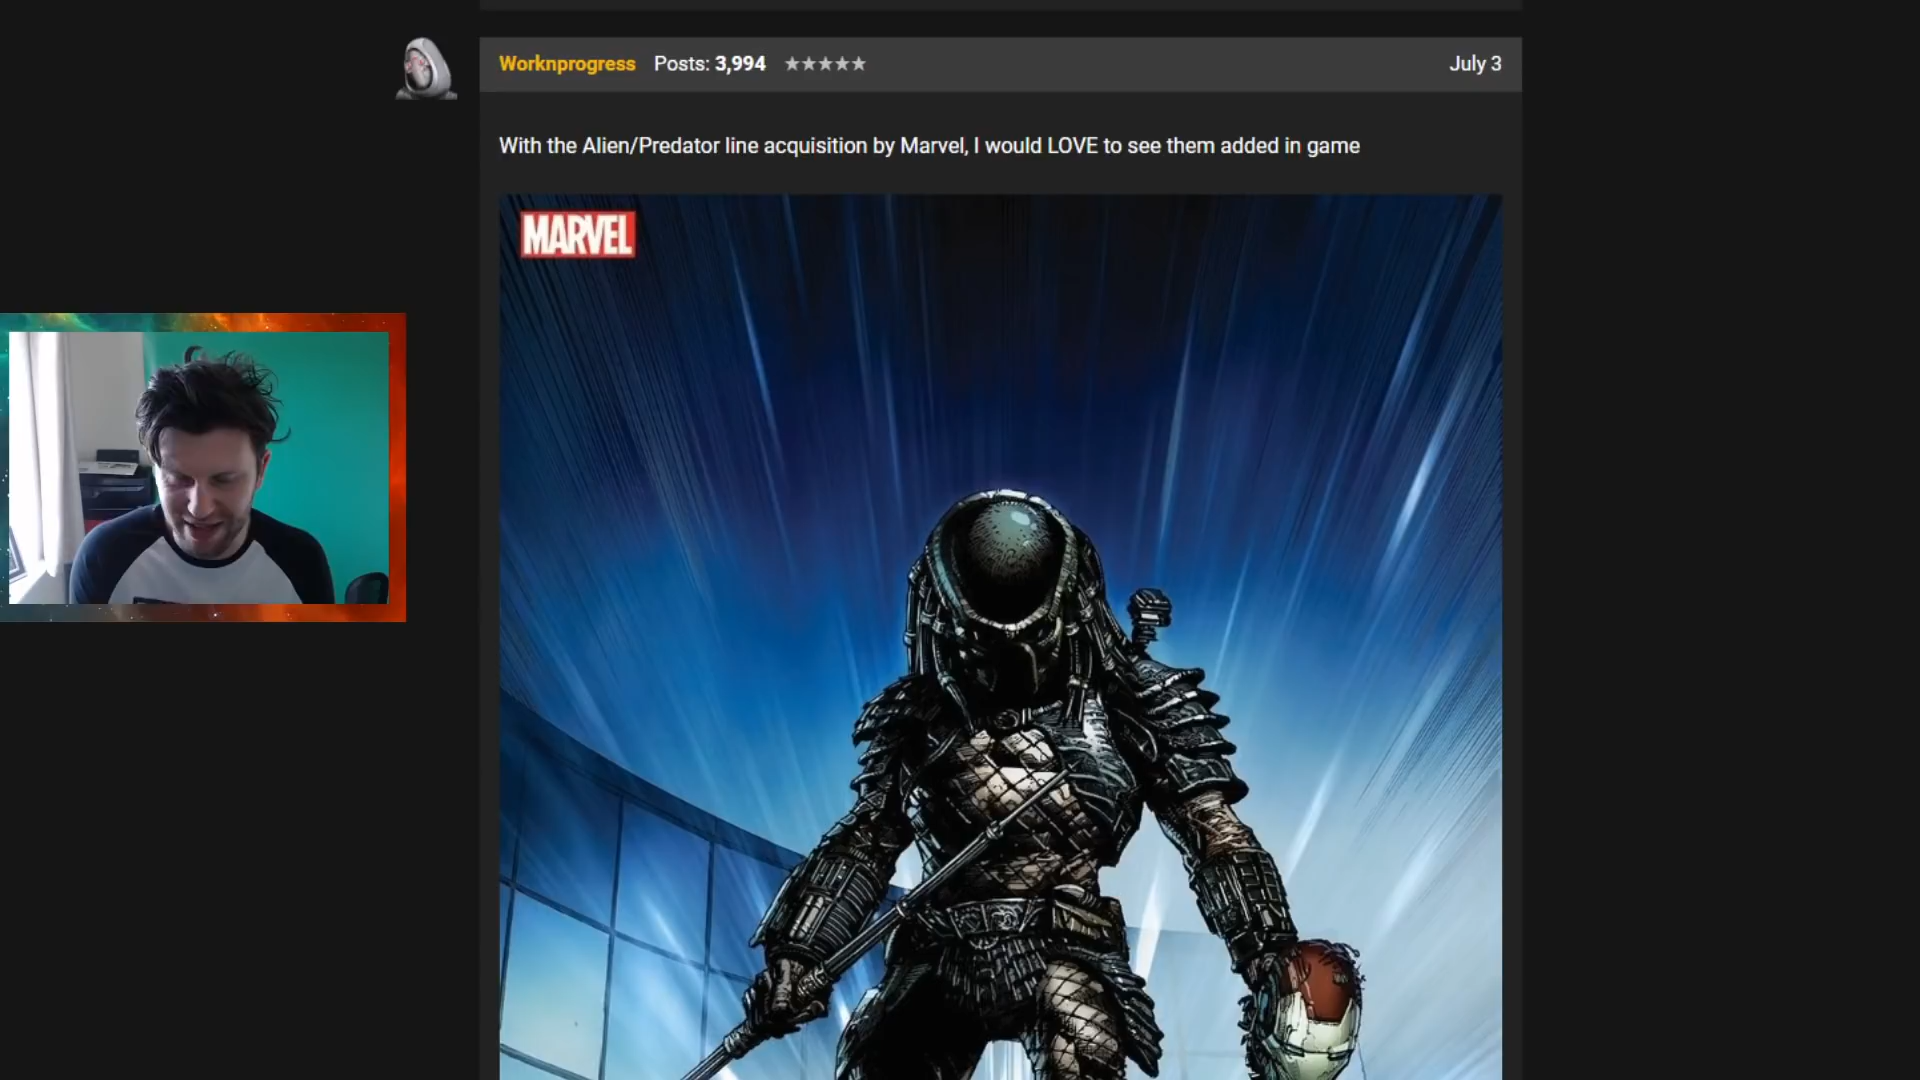 Worknprogress Posts: 3,994 July 3
With the Alien/Predator line acquisition by Marvel, I would LOVE to see them added in game
MARVEL